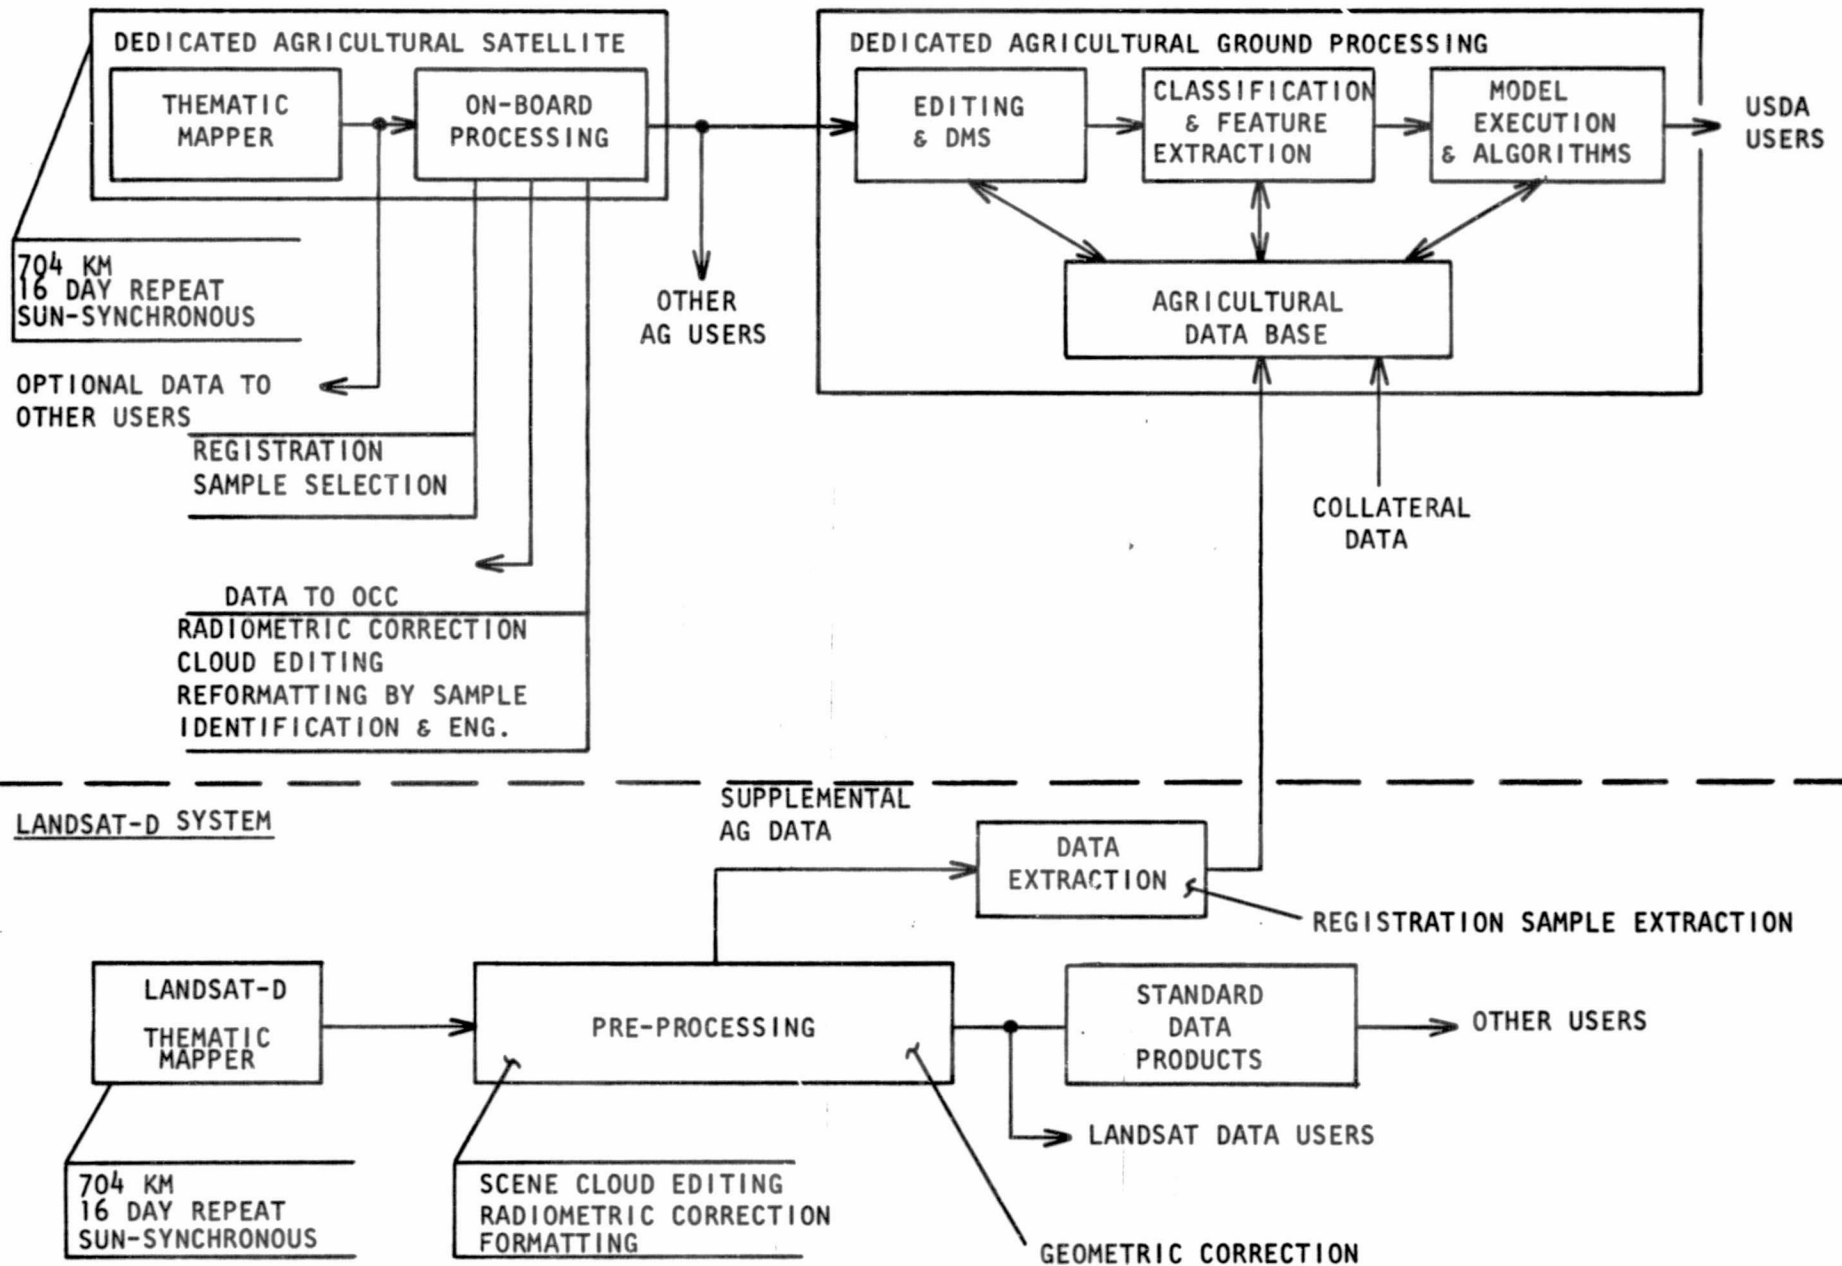 DEDICATED AGRICULTURAL SATELLITE
THEMATIC
MAPPER
ON-BOARD
PROCESSING
704 KM
16 DAY REPEAT
SUN-SYNCHRONOUS
OPTIONAL DATA TO
OTHER USERS
REGISTRATION
SAMPLE SELECTION
DATA TO OCC
RADIOMETRIC CORRECTION
CLOUD EDITING
REFORMATTING BY SAMPLE
IDENTIFICATION & ENG.
OTHER
AG USERS
DEDICATED AGRICULTURAL GROUND PROCESSING
EDITING
& DMS
CLASSIFICATION
& FEATURE
EXTRACTION
MODEL
EXECUTION
& ALGORITHMS
USDA
USERS
AGRICULTURAL
DATA BASE
COLLATERAL
DATA
LANDSAT-D SYSTEM
SUPPLEMENTAL
AG DATA
DATA
EXTRACTION
REGISTRATION SAMPLE EXTRACTION
LANDSAT-D
THEMATIC
MAPPER
PRE-PROCESSING
STANDARD
DATA
PRODUCTS
OTHER USERS
LANDSAT DATA USERS
704 KM
16 DAY REPEAT
SUN-SYNCHRONOUS
SCENE CLOUD EDITING
RADIOMETRIC CORRECTION
FORMATTING
GEOMETRIC CORRECTION